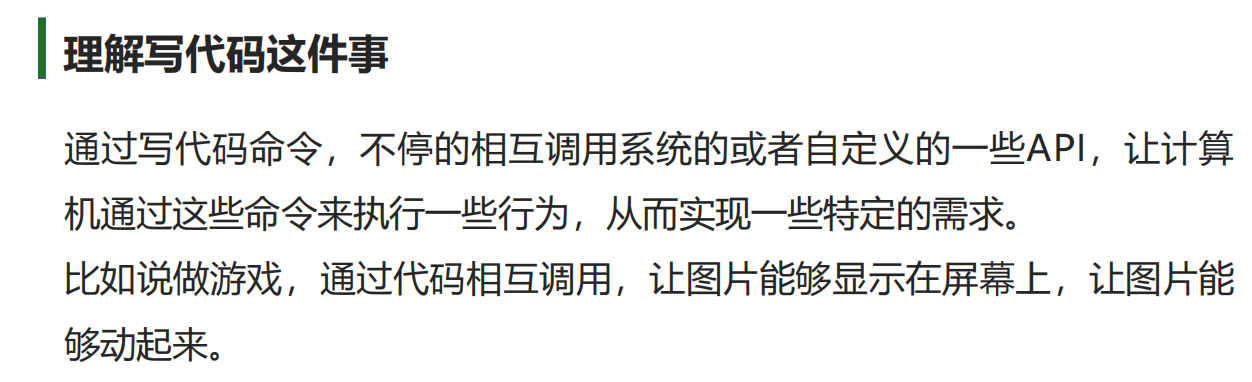 理解写代码这件事
通过写代码命令，不停的相互调用系统的或者自定义的一些API，让计算
机通过这些命令来执行一些行为，从而实现一些特定的需求。
比如说做游戏，通过代码相互调用，让图片能够显示在屏幕上，让图片能
够动起来。